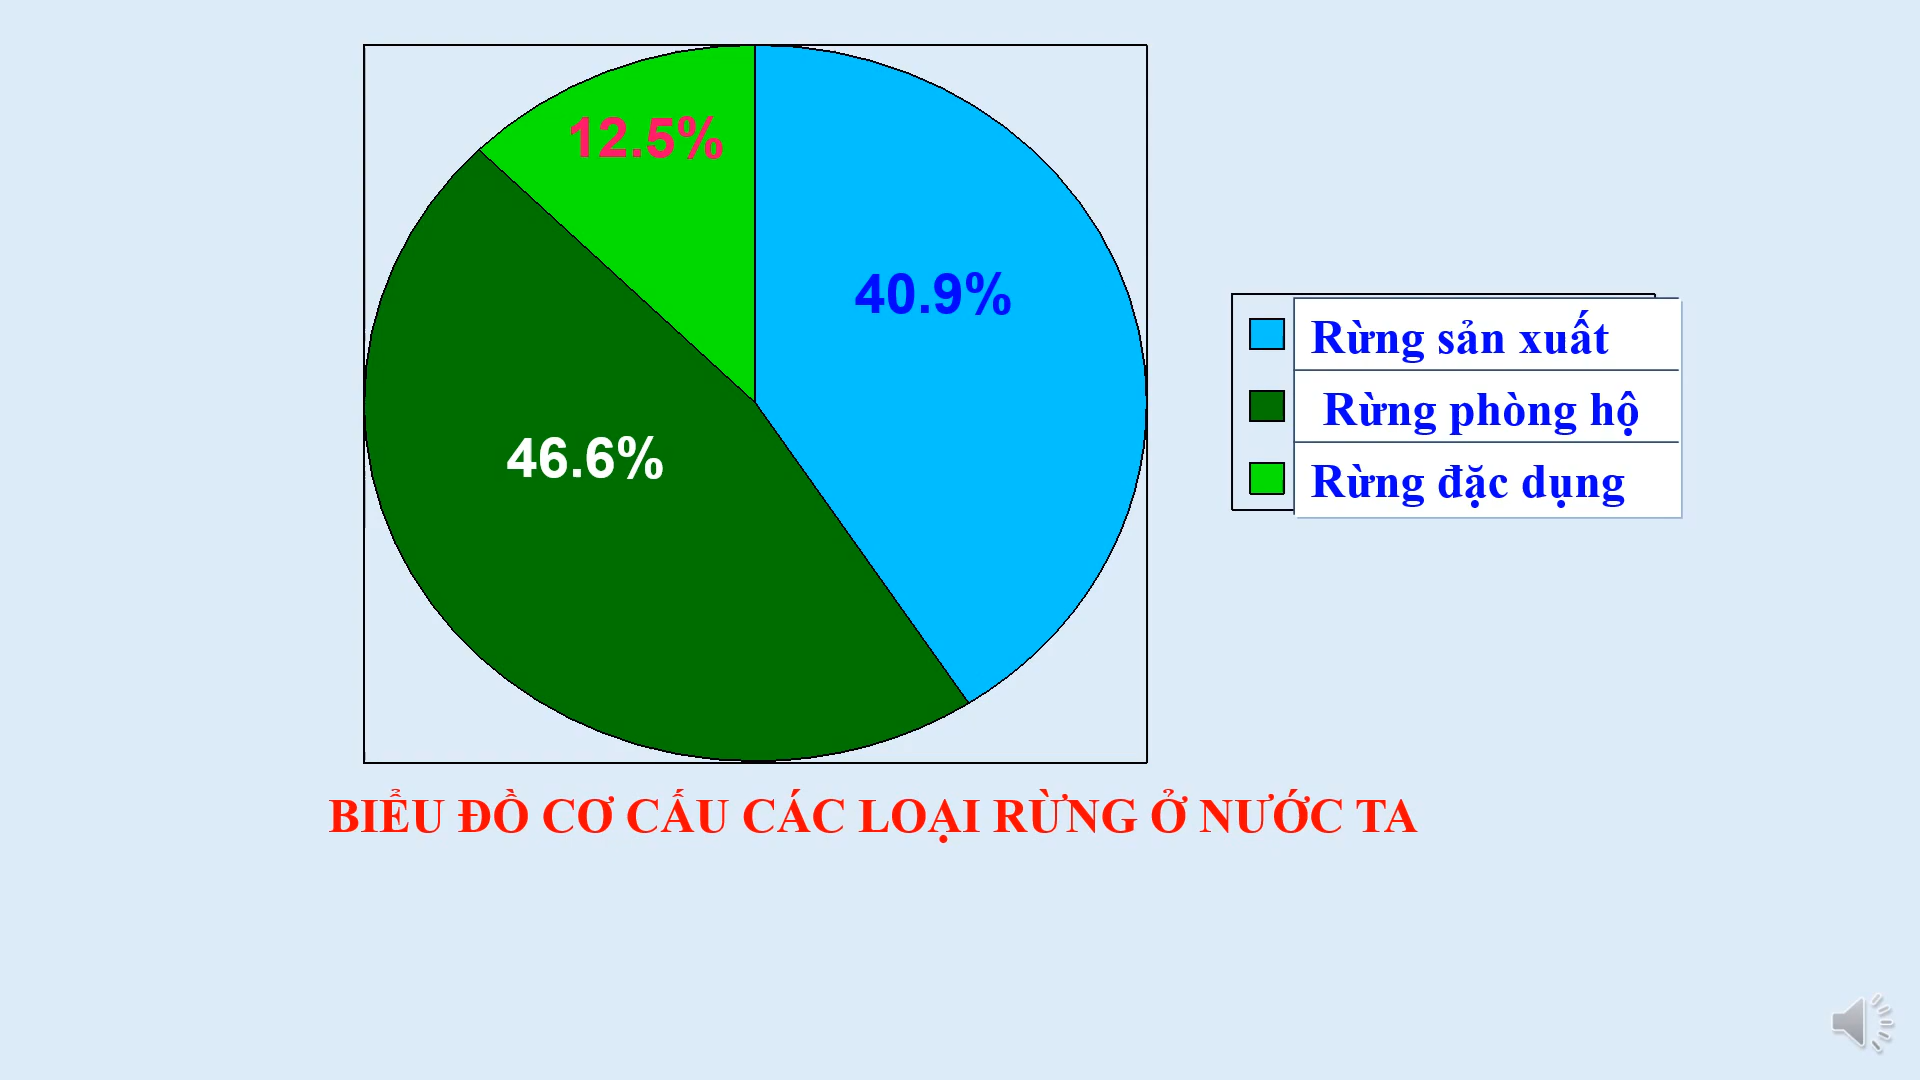 12.5%
40.9%
46.6%
Rừng sản xuất
Rừng phòng hộ
Rừng đặc dụng
BIỂU ĐỒ CƠ CẤU CÁC LOẠI RỪNG Ở NƯỚC TA